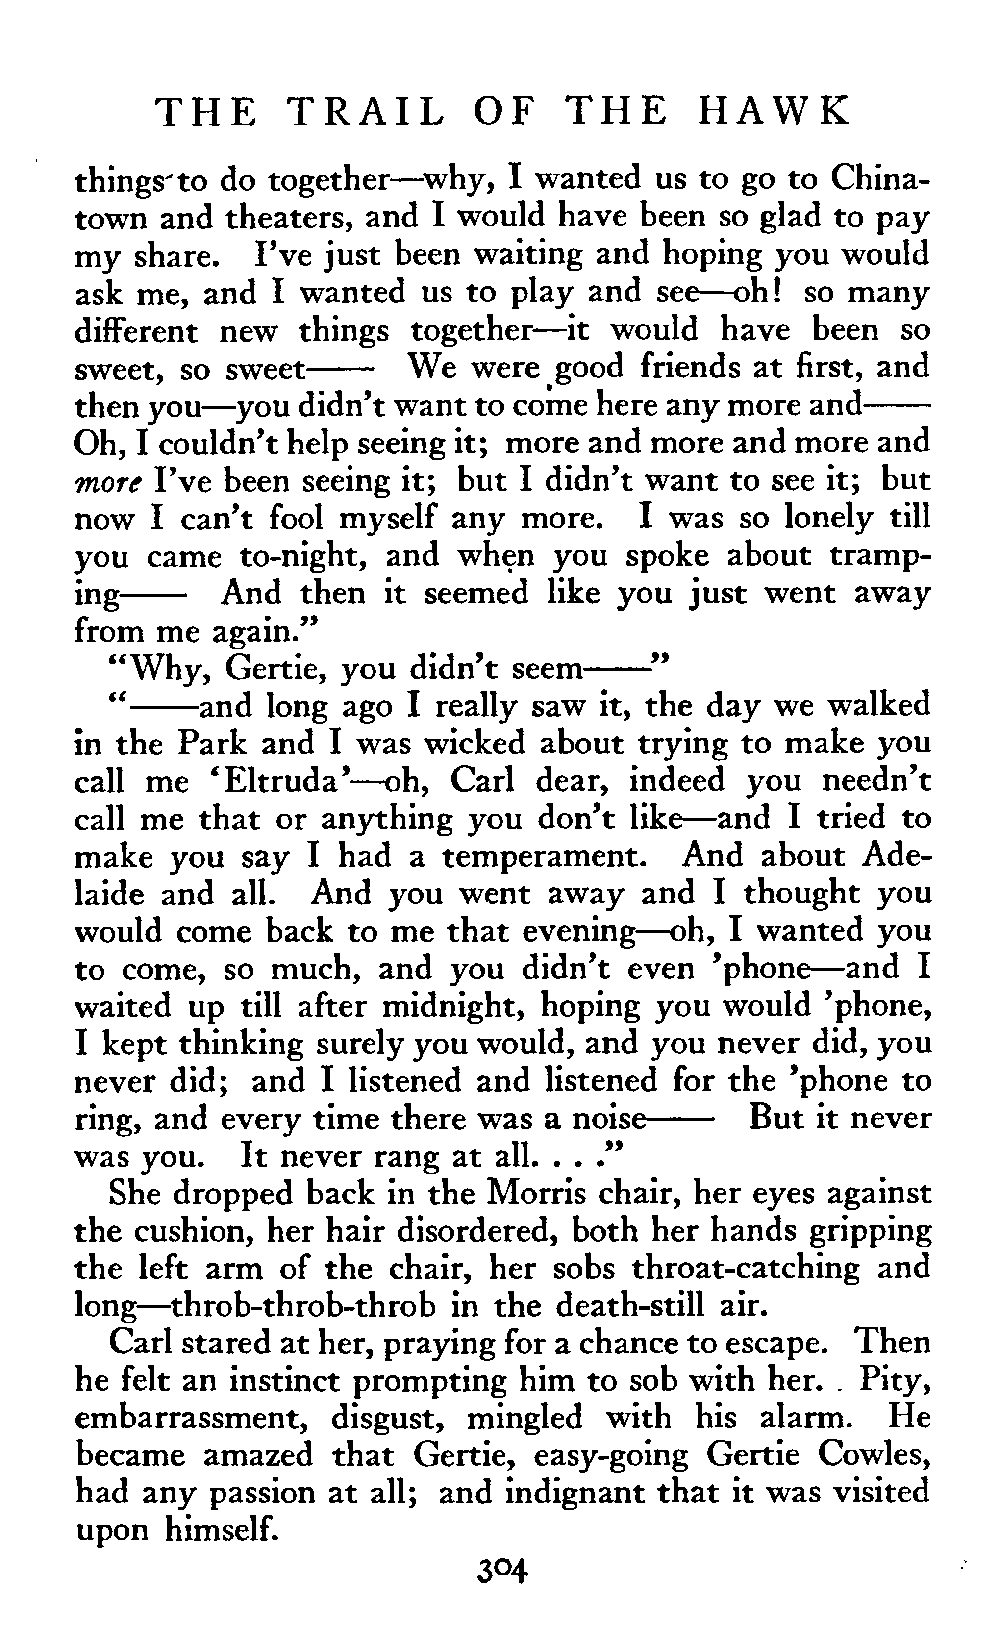 THE TRAIL OF THE HAWK
things to do together—why, I wanted us to go to China-
town and theaters, and I would have been so glad to pay
my share. I've just been waiting and hoping you would
ask me, and I wanted us to play and see—oh! so many
different new things together—it would have been so
sweet, so sweet—— We were good friends at first, and
then you—you didn't want to come here any more and——
Oh, I couldn't help seeing it; more and more and more and
more I've been seeing it; but I didn't want to see it; but
now I can't fool myself any more. I was so lonely till
you came to-night, and when you spoke about tramp-
ing—— And then it seemed like you just went away
from me again."
"Why, Gertie, you didn't seem——"
"——and long ago I really saw it, the day we walked
in the Park and I was wicked about trying to make you
call me 'Eltruda'—oh, Carl dear, indeed you needn't
call me that or anything you don't like—and I tried to
make you say I had a temperament. And about Ade-
laide and all. And you went away and I thought you
would come back to me that evening—oh, I wanted you
to come, so much, and you didn't even 'phone—and I
waited up till after midnight, hoping you would 'phone,
I kept thinking surely you would, and you never did, you
never did; and I listened and listened for the 'phone to
ring, and every time there was a noise—— But it never
was you. It never rang at all. . . ."
She dropped back in the Morris chair, her eyes against
the cushion, her hair disordered, both her hands gripping
the left arm of the chair, her sobs throat-catching and
long—throb-throb-throb in the death-still air.
Carl stared at her, praying for a chance to escape. Then
he felt an instinct prompting him to sob with her. . Pity,
embarrassment, disgust, mingled with his alarm. He
became amazed that Gertie, easy-going Gertie Cowles,
had any passion at all; and indignant that it was visited
upon himself.
304